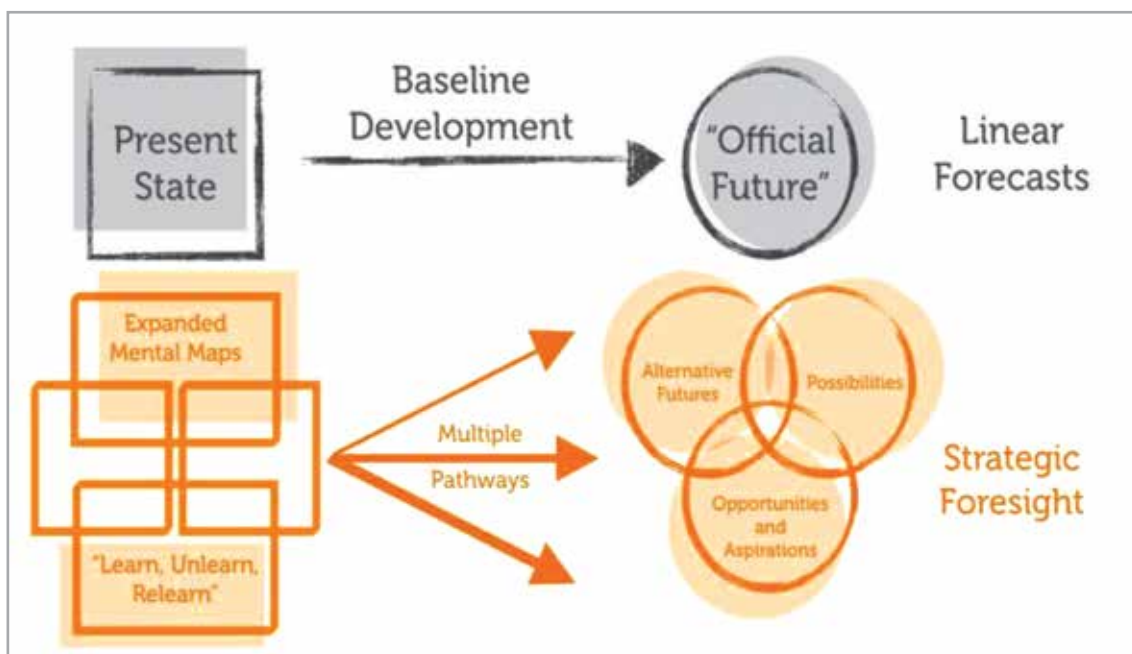 Present
State
Baseline
Development
"Official
Future"
Linear
Forecasts
Expanded
Mental Maps
"Learn, Unlearn,
Relearn"
Multiple
Pathways
Alternative
Futures
Possibilities
Opportunities
and
Aspirations
Strategic
Foresight